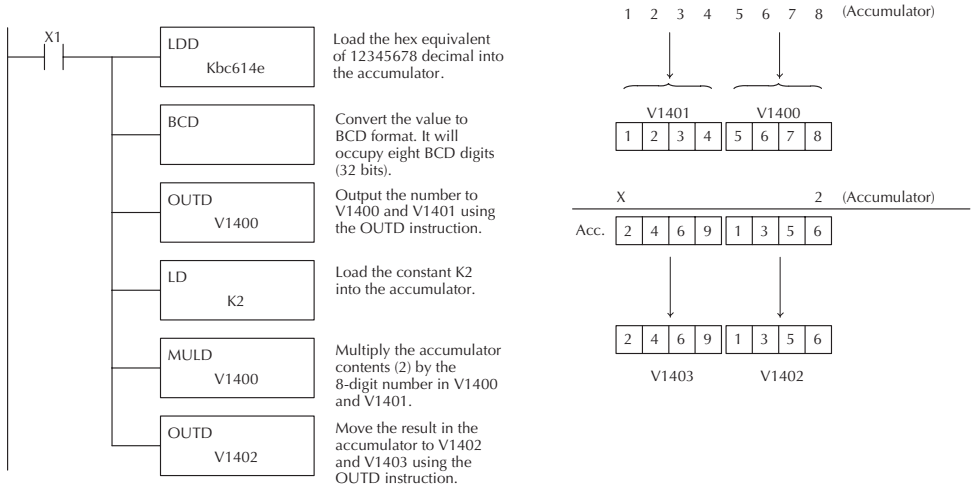 X1
LDD
Kbc614e
Load the hex equivalent
of 12345678 decimal into
the accumulator.
BCD
Convert the value to
BCD format. It will
occupy eight BCD digits
(32 bits).
OUTD
V1400
Output the number to
V1400 and V1401 using
the OUTD instruction.
LD
K2
Load the constant K2
into the accumulator.
MULD
V1400
Multiply the accumulator
contents (2) by the
8-digit number in V1400
and V1401.
OUTD
V1402
Move the result in the
accumulator to V1402
and V1403 using the
OUTD instruction.
1 2 3 4 5 6 7 8 (Accumulator)
V1401 V1400
1 2 3 4 5 6 7 8
X 2 (Accumulator)
Acc. 2 4 6 9 1 3 5 6
2 4 6 9 1 3 5 6
V1403 V1402